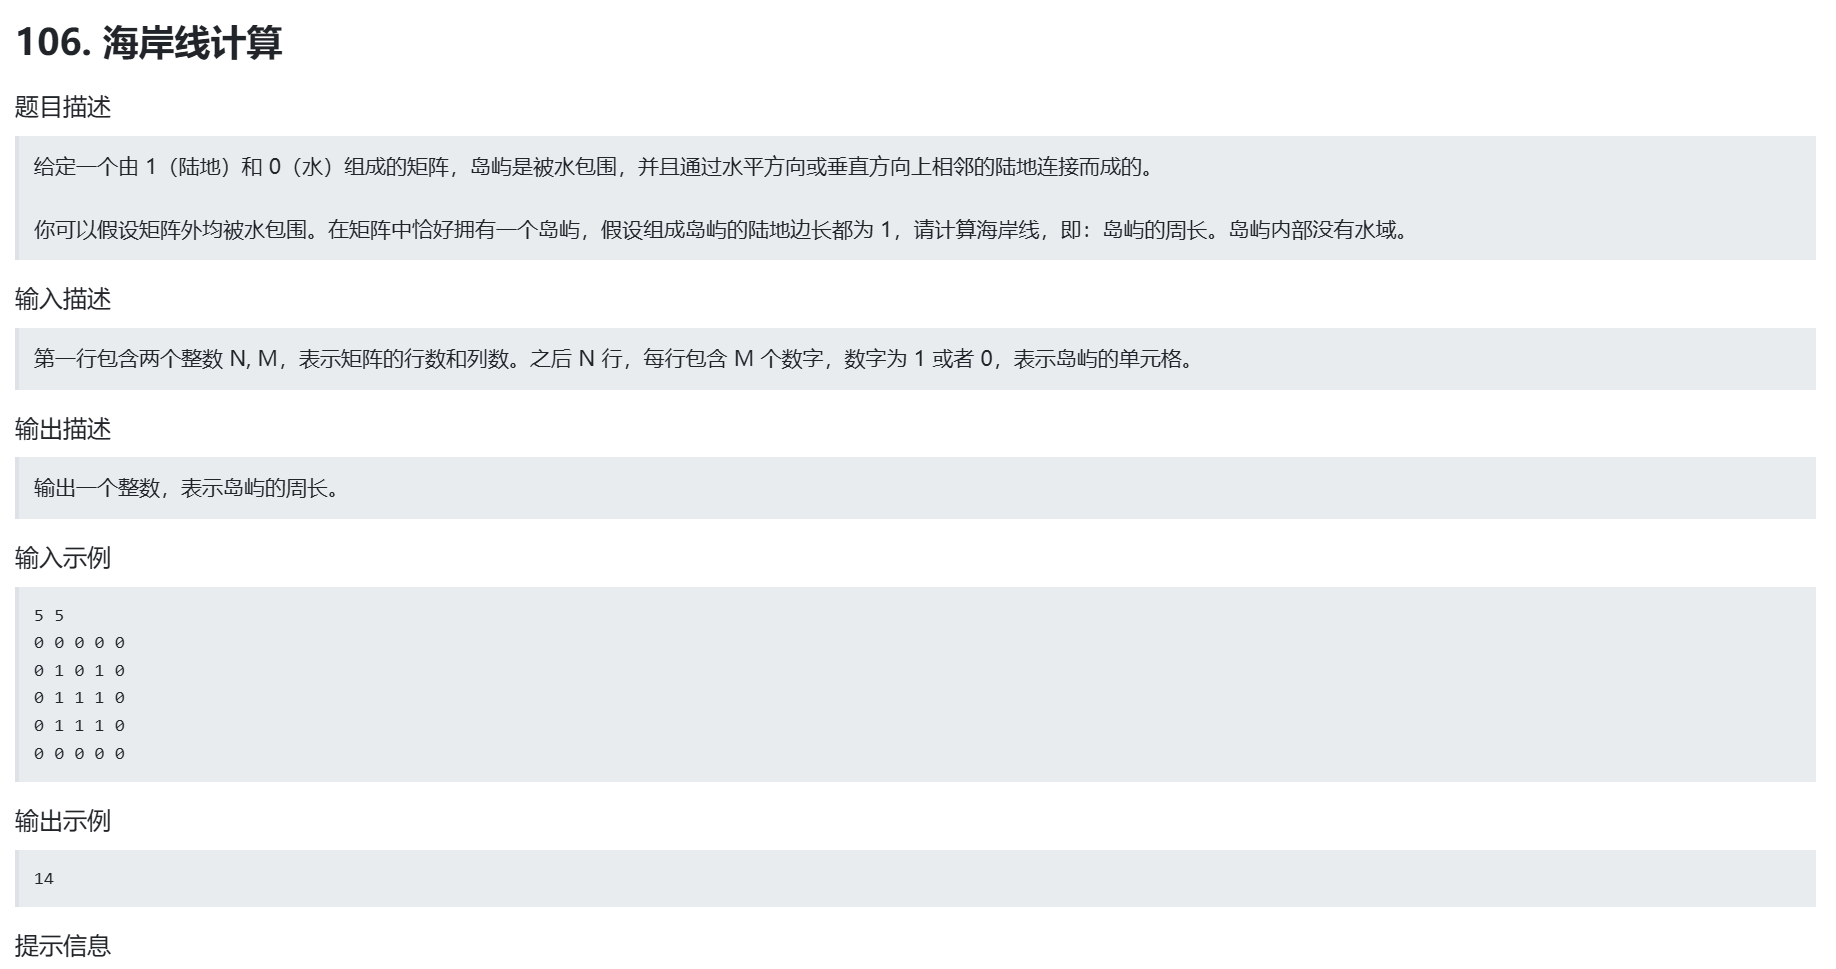 106. 海岸线计算
题目描述
给定一个由 1（陆地）和 0（水）组成的矩阵，岛屿是被水包围，并且通过水平方向或垂直方向上相邻的陆地连接而成的。
你可以假设矩阵外均被水包围。在矩阵中恰好拥有一个岛屿，假设组成岛屿的陆地边长都为 1，请计算海岸线，即：岛屿的周长。岛屿内部没有水域。
输入描述
第一行包含两个整数 N, M，表示矩阵的行数和列数。之后 N 行，每行包含 M 个数字，数字为 1 或者 0，表示岛屿的单元格。
输出描述
输出一个整数，表示岛屿的周长。
输入示例
5 5
0 0 0 0 0
0 1 0 1 0
0 1 1 1 0
0 1 1 1 0
0 0 0 0 0
输出示例
14
提示信息